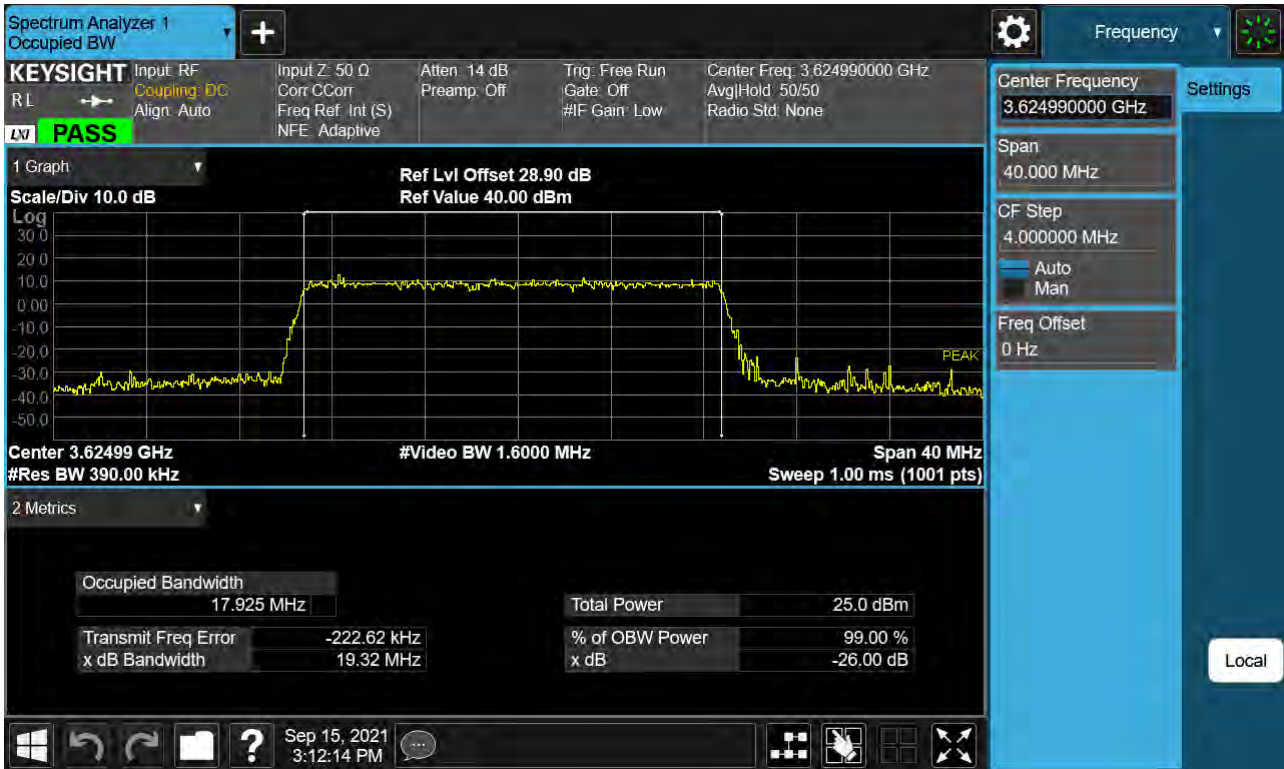 Spectrum Analyzer 1
Occupied BW
+
Frequency
KEYSIGHT
RL
LXI
PASS
Input: RF
Coupling: DC
Align: Auto
Input Z: 50 Ω
Corr CCorr
Freq Ref: Int (S)
NFE: Adaptive
Atten: 14 dB
Preamp: Off
Trig: Free Run
Gate: Off
#IF Gain: Low
Center Freq: 3.624990000 GHz
Avg|Hold: 50/50
Radio Std: None
Center Frequency
3.624990000 GHz
Settings
Span
40.000 MHz
CF Step
4.000000 MHz
Auto
Man
Freq Offset
0 Hz
Local
1 Graph
Scale/Div 10.0 dB
Ref Lvl Offset 28.90 dB
Ref Value 40.00 dBm
Log
30.0
20.0
10.0
0.00
-10.0
-20.0
-30.0
-40.0
-50.0
PEAK
Center 3.62499 GHz
#Res BW 390.00 kHz
#Video BW 1.6000 MHz
Span 40 MHz
Sweep 1.00 ms (1001 pts)
2 Metrics
Occupied Bandwidth
17.925 MHz
Transmit Freq Error -222.62 kHz
x dB Bandwidth 19.32 MHz
Total Power 25.0 dBm
% of OBW Power 99.00 %
x dB -26.00 dB
?
Sep 15, 2021
3:12:14 PM